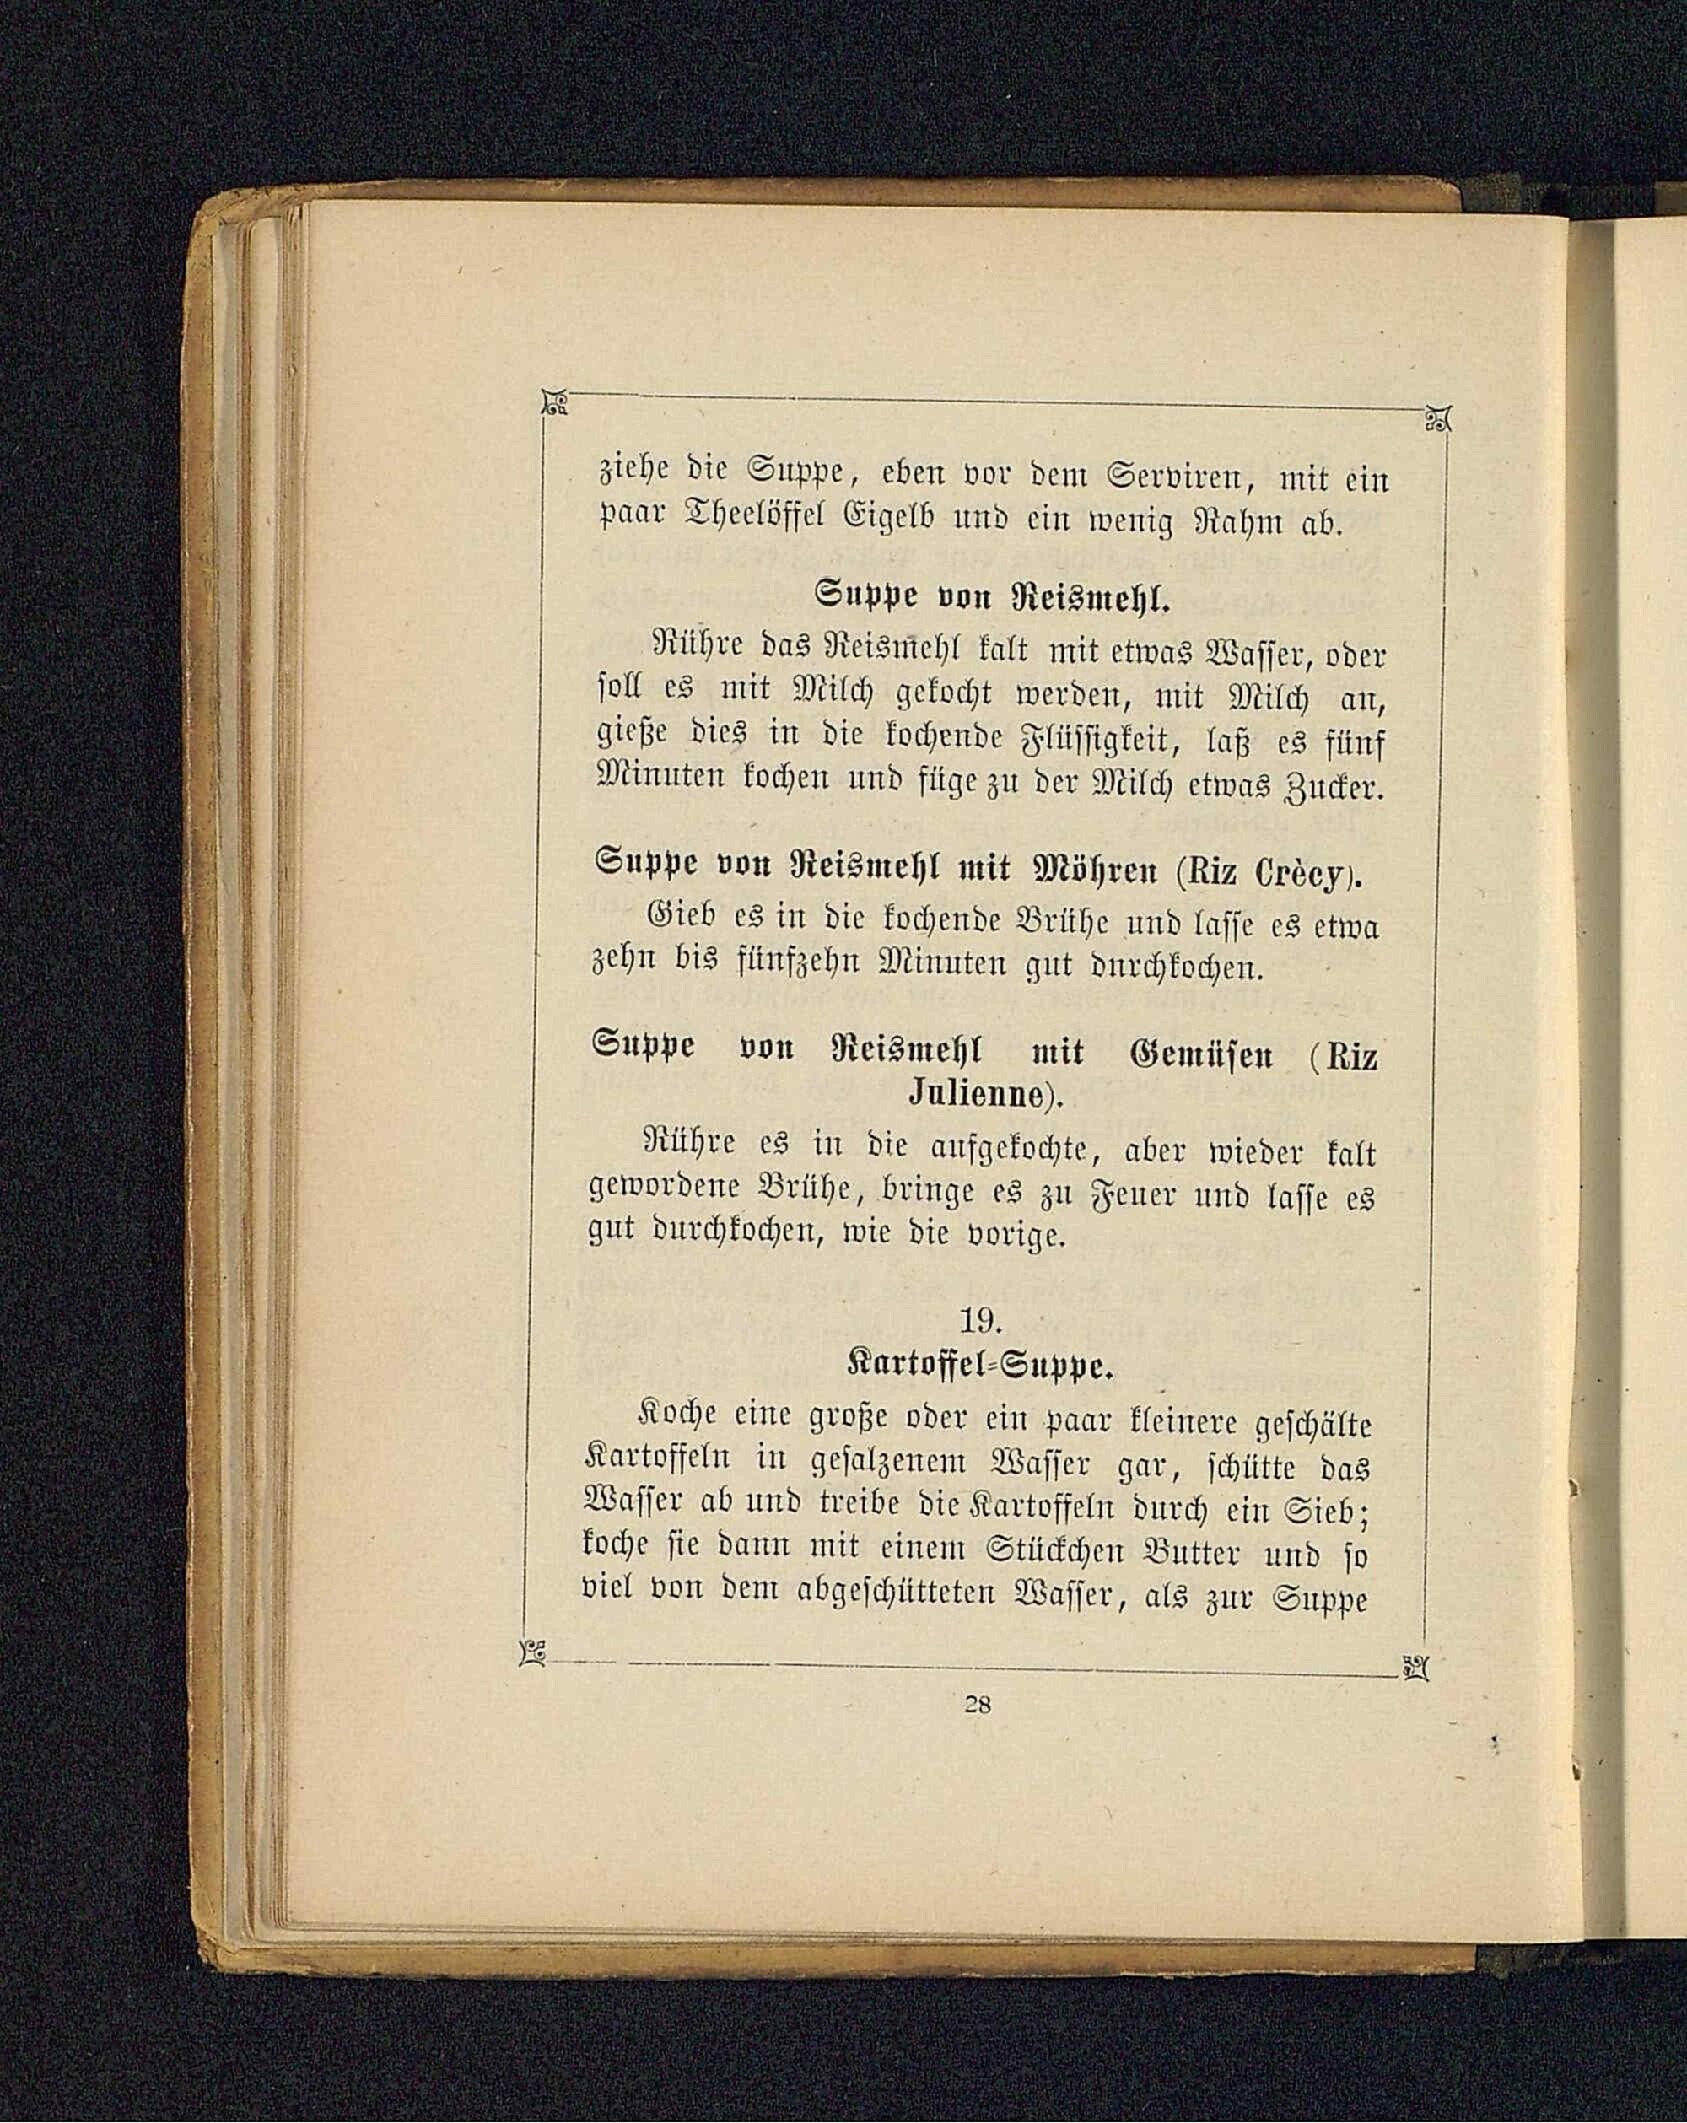 ziehe die Suppe, eben vor dem Serviren, mit ein
paar Theelöffel Eigelb und ein wenig Rahm ab.
Suppe von Reismehl.
Rühre das Reismehl kalt mit etwas Wasser, oder
soll es mit Milch gekocht werden, mit Milch an,
gieße dies in die kochende Flüssigkeit, laß es fünf
Minuten kochen und füge zu der Milch etwas Zucker.
Suppe von Reismehl mit Möhren (Riz Crècy).
Gieb es in die kochende Brühe und lasse es etwa
zehn bis fünfzehn Minuten gut durchkochen.
Suppe von Reismehl mit Gemüsen (Riz
Julienne).
Rühre es in die aufgekochte, aber wieder kalt
gewordene Brühe, bringe es zu Feuer und lasse es
gut durchkochen, wie die vorige.
19.
Kartoffel-Suppe.
Koche eine große oder ein paar kleinere geschälte
Kartoffeln in gesalzenem Wasser gar, schütte das
Wasser ab und treibe die Kartoffeln durch ein Sieb;
koche sie dann mit einem Stückchen Butter und so
viel von dem abgeschütteten Wasser, als zur Suppe
28